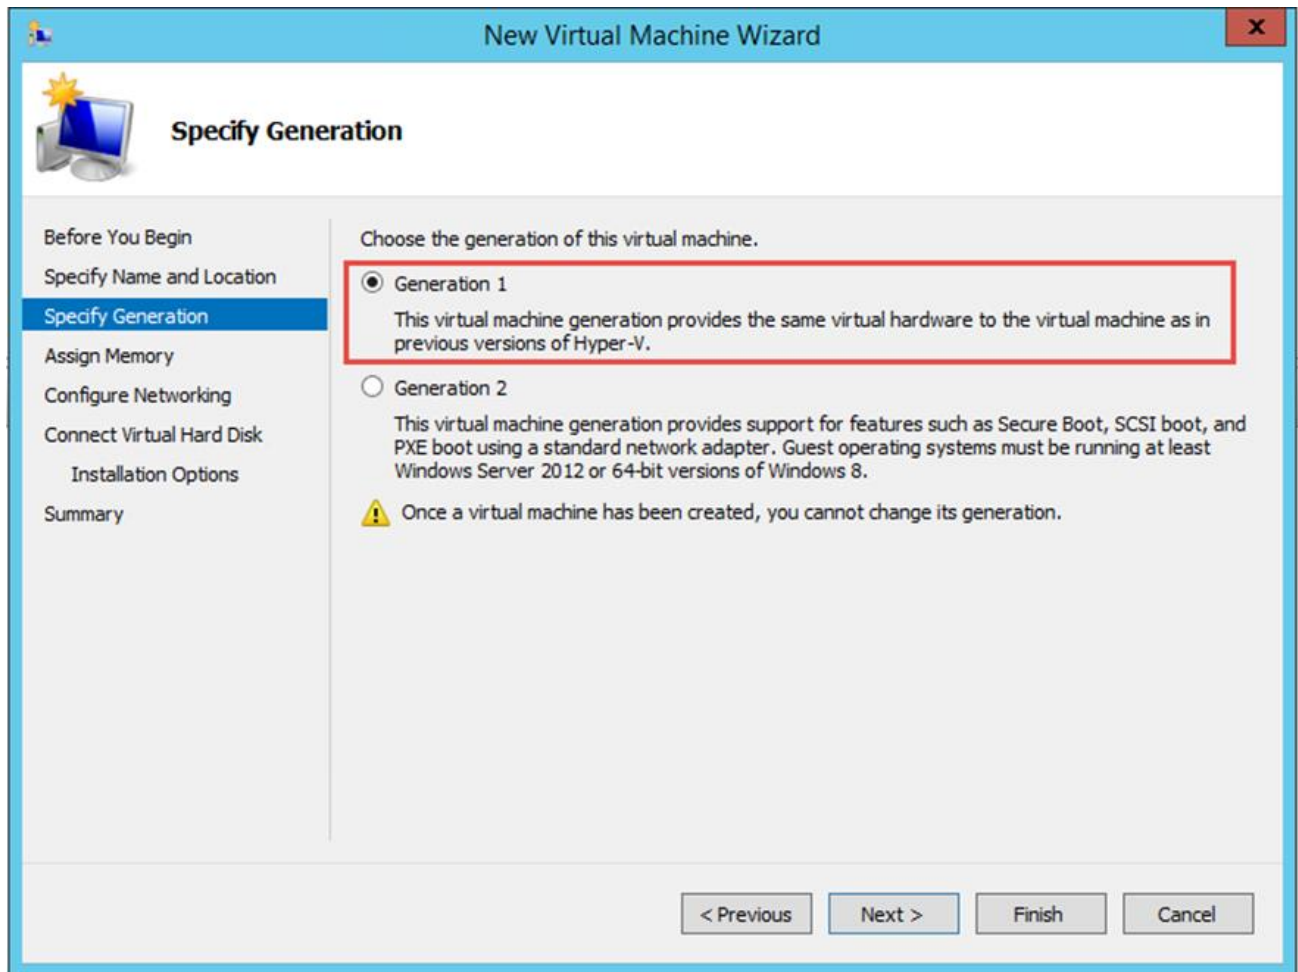 New Virtual Machine Wizard
x
Specify Generation
Before You Begin
Specify Name and Location
Specify Generation
Assign Memory
Configure Networking
Connect Virtual Hard Disk
Installation Options
Summary
Choose the generation of this virtual machine.
Generation 1
This virtual machine generation provides the same virtual hardware to the virtual machine as in
previous versions of Hyper-V.
Generation 2
This virtual machine generation provides support for features such as Secure Boot, SCSI boot, and
PXE boot using a standard network adapter. Guest operating systems must be running at least
Windows Server 2012 or 64-bit versions of Windows 8.
Once a virtual machine has been created, you cannot change its generation.
< Previous
Next >
Finish
Cancel